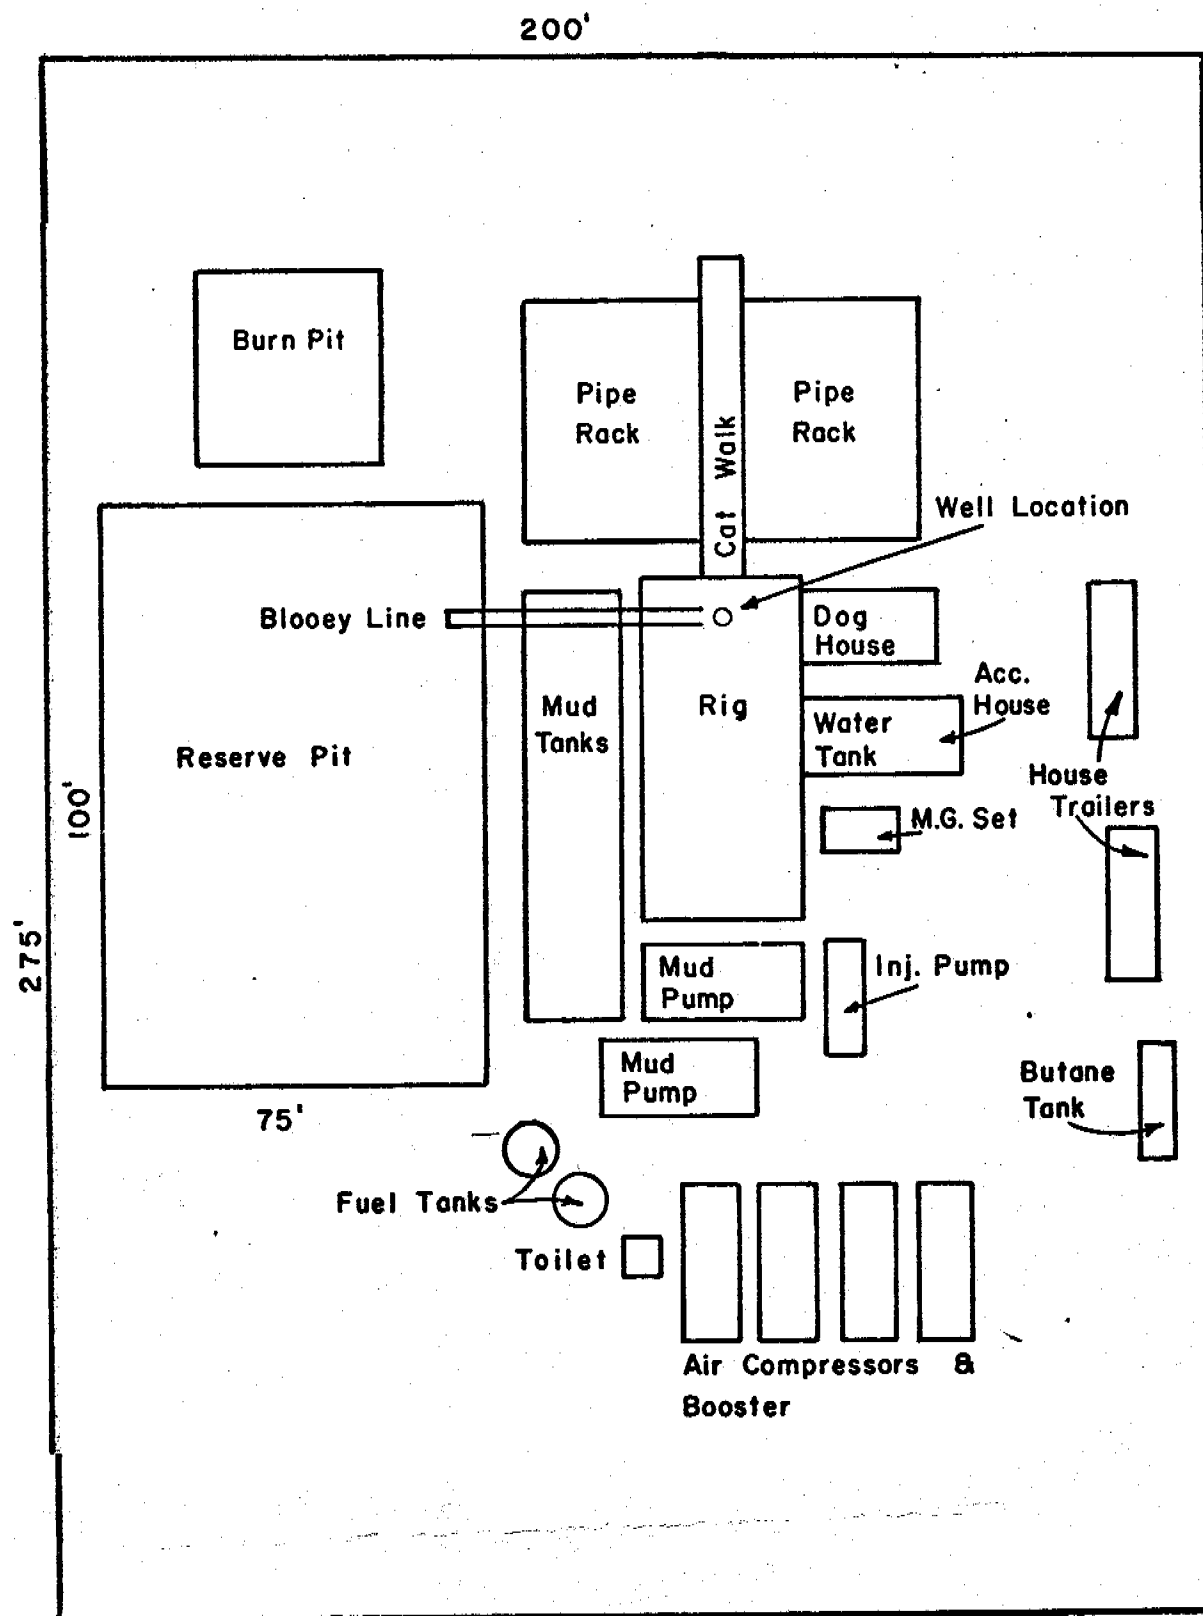 200'
Burn Pit
Pipe
Rack
Cat Walk
Pipe
Rack
Well Location
Blooey Line
Dog
House
Acc.
House
Mud
Tanks
Rig
Water
Tank
Reserve Pit
House
Trailers
100'
M.G. Set
275'
Mud
Pump
Inj. Pump
Mud
Pump
Butane
Tank
75'
Fuel Tanks
Toilet
Air Compressors &
Booster